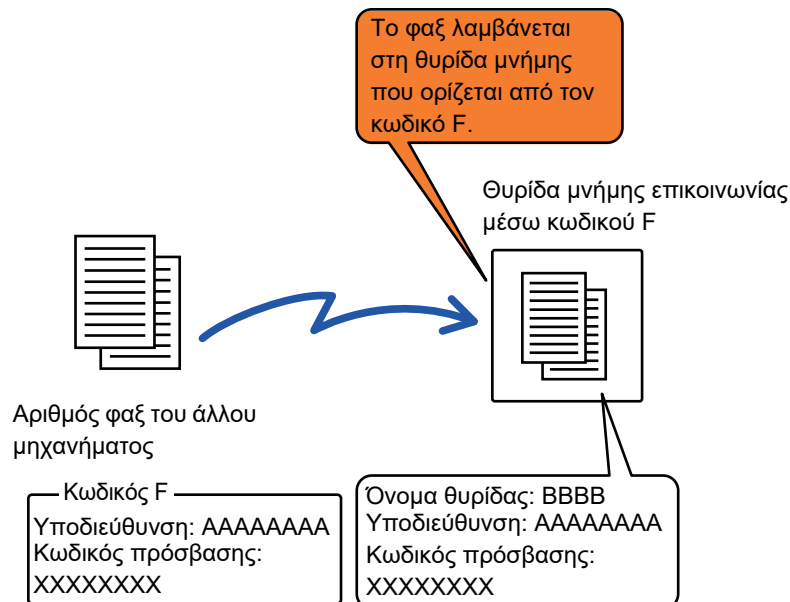 Το φαξ λαμβάνεται
στη θυρίδα μνήμης
που ορίζεται από τον
κωδικό F.
Θυρίδα μνήμης επικοινωνίας
μέσω κωδικού F
Αριθμός φαξ του άλλου
μηχανήματος
Κωδικός F
Υποδιεύθυνση: AAAAAAAA
Κωδικός πρόσβασης:
XXXXXXXX
Όνομα θυρίδας: BBBB
Υποδιεύθυνση: AAAAAAAA
Κωδικός πρόσβασης:
XXXXXXXX